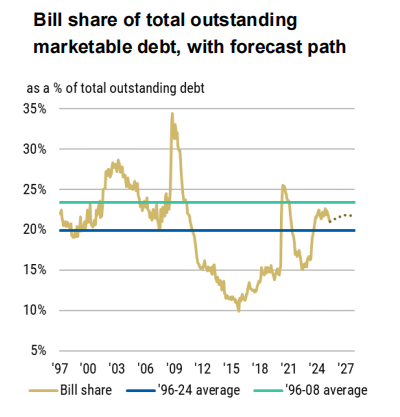 Bill share of total outstanding
marketable debt, with forecast path
as a % of total outstanding debt
35%
30%
25%
20%
15%
10%
5%
'97 '00 '03 '06 '09 '12 '15 '18 '21 '24 '27
Bill share '96-24 average '96-08 average